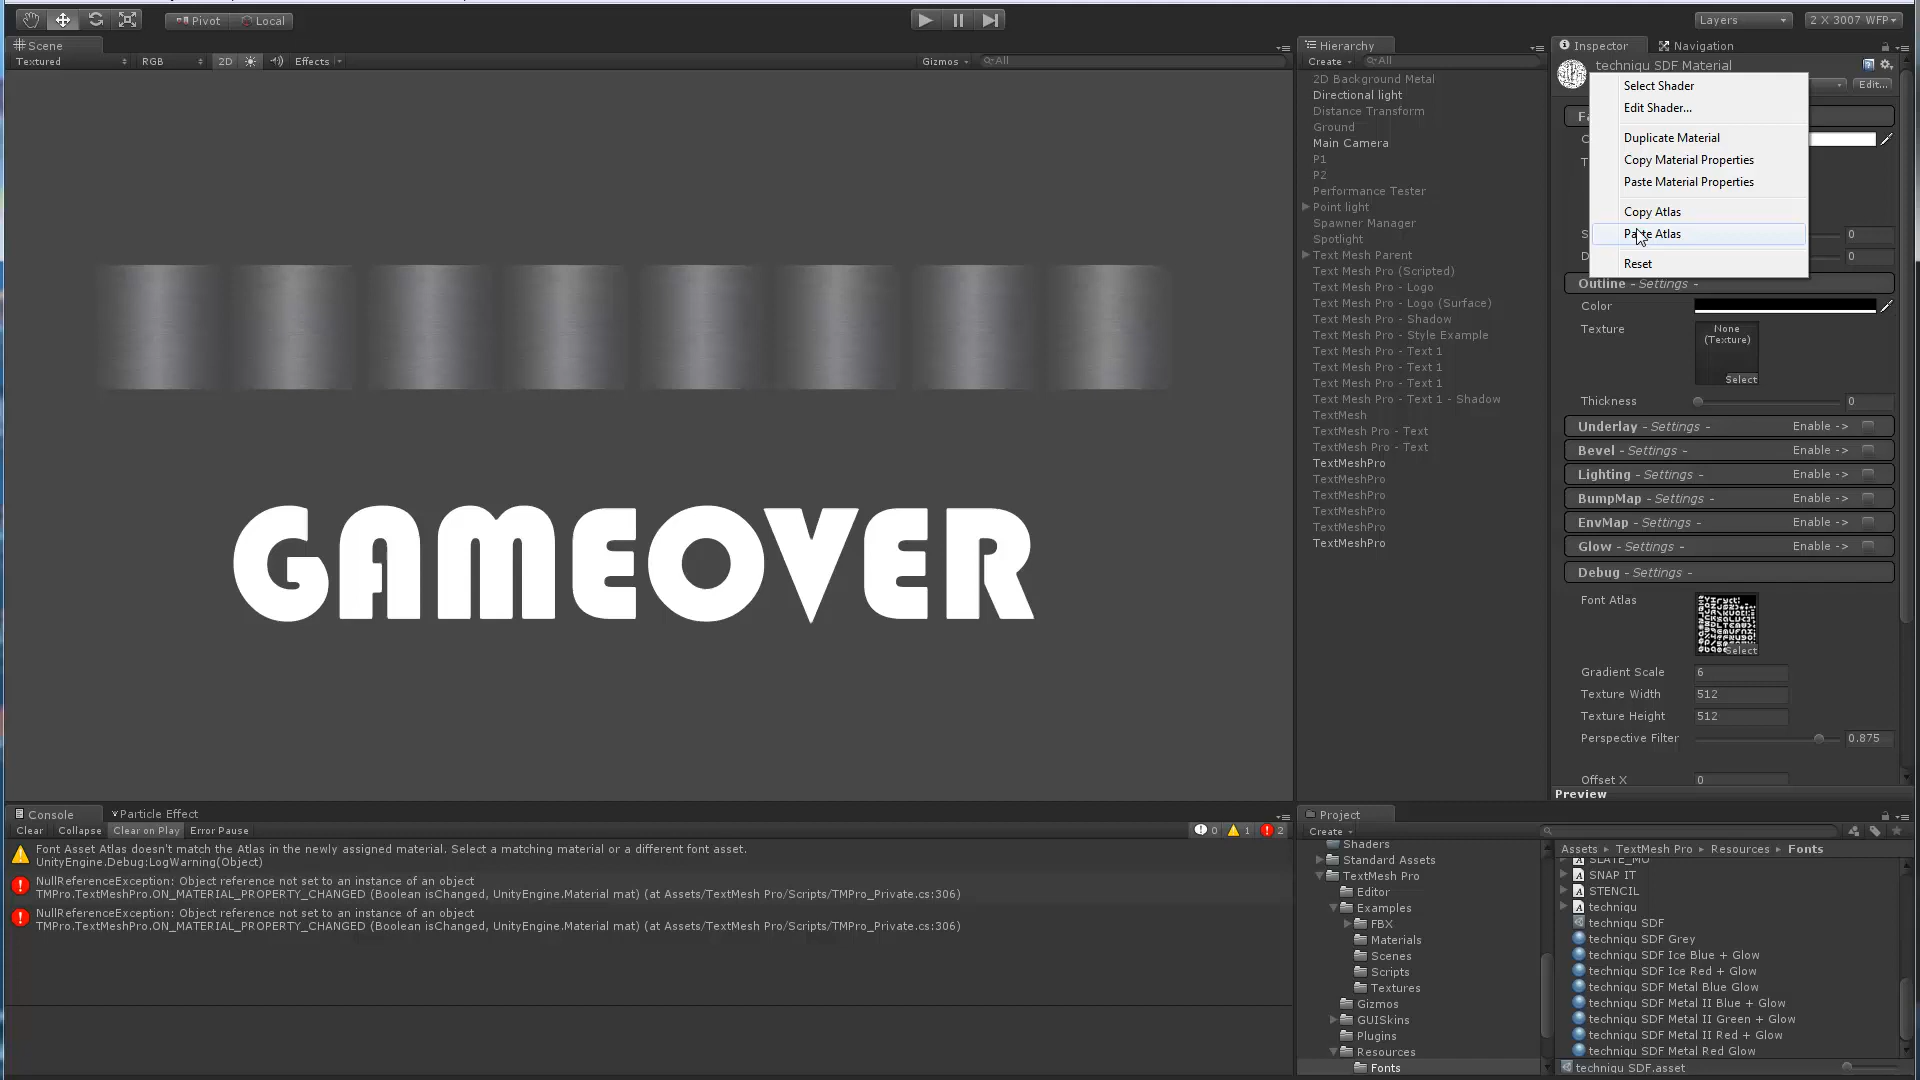 Pivot Local
Layers 2 X 3007 WFP
Scene
Textured RGB 2D Effects Gizmos All
GAMEOVER
Console Particle Effect
Clear Collapse Clear on Play Error Pause 0 1 2
Font Asset Atlas doesn't match the Atlas in the newly assigned material. Select a matching material or a different font asset.
UnityEngine.Debug:LogWarning(Object)
NullReferenceException: Object reference not set to an instance of an object
TMPro.TextMeshPro.ON_MATERIAL_PROPERTY_CHANGED (Boolean isChanged, UnityEngine.Material mat) (at Assets/TextMesh Pro/Scripts/TMPro_Private.cs:306)
NullReferenceException: Object reference not set to an instance of an object
TMPro.TextMeshPro.ON_MATERIAL_PROPERTY_CHANGED (Boolean isChanged, UnityEngine.Material mat) (at Assets/TextMesh Pro/Scripts/TMPro_Private.cs:306)
Hierarchy
Create All
2D Background Metal
Directional light
Distance Transform
Ground
Main Camera
P1
P2
Performance Tester
Point light
Spawner Manager
Spotlight
Text Mesh Parent
Text Mesh Pro (Scripted)
Text Mesh Pro - Logo
Text Mesh Pro - Logo (Surface)
Text Mesh Pro - Shadow
Text Mesh Pro - Style Example
Text Mesh Pro - Text 1
Text Mesh Pro - Text 1
Text Mesh Pro - Text 1
Text Mesh Pro - Text 1 - Shadow
TextMesh
TextMesh Pro - Text
TextMesh Pro - Text
TextMeshPro
TextMeshPro
TextMeshPro
TextMeshPro
TextMeshPro
TextMeshPro
Inspector Navigation
techniqu SDF Material
Edit...
Select Shader
Edit Shader...
Duplicate Material
Copy Material Properties
Paste Material Properties
Copy Atlas
Paste Atlas
Reset
0
0
Outline - Settings -
Color
Texture
None
(Texture)
Select
Thickness 0
Underlay - Settings - Enable ->
Bevel - Settings - Enable ->
Lighting - Settings - Enable ->
BumpMap - Settings - Enable ->
EnvMap - Settings - Enable ->
Glow - Settings - Enable ->
Debug - Settings -
Font Atlas
Select
Gradient Scale 6
Texture Width 512
Texture Height 512
Perspective Filter 0.875
Offset X 0
Preview
Project
Create
Shaders
Standard Assets
TextMesh Pro
Editor
Examples
FBX
Materials
Scenes
Scripts
Textures
Gizmos
GUISkins
Plugins
Resources
Fonts
Assets ▸ TextMesh Pro ▸ Resources ▸ Fonts
SLATE_MO
SNAP IT
STENCIL
techniqu
techniqu SDF
techniqu SDF Grey
techniqu SDF Ice Blue + Glow
techniqu SDF Ice Red + Glow
techniqu SDF Metal Blue Glow
techniqu SDF Metal II Blue + Glow
techniqu SDF Metal II Green + Glow
techniqu SDF Metal II Red + Glow
techniqu SDF Metal Red Glow
techniqu SDF.asset